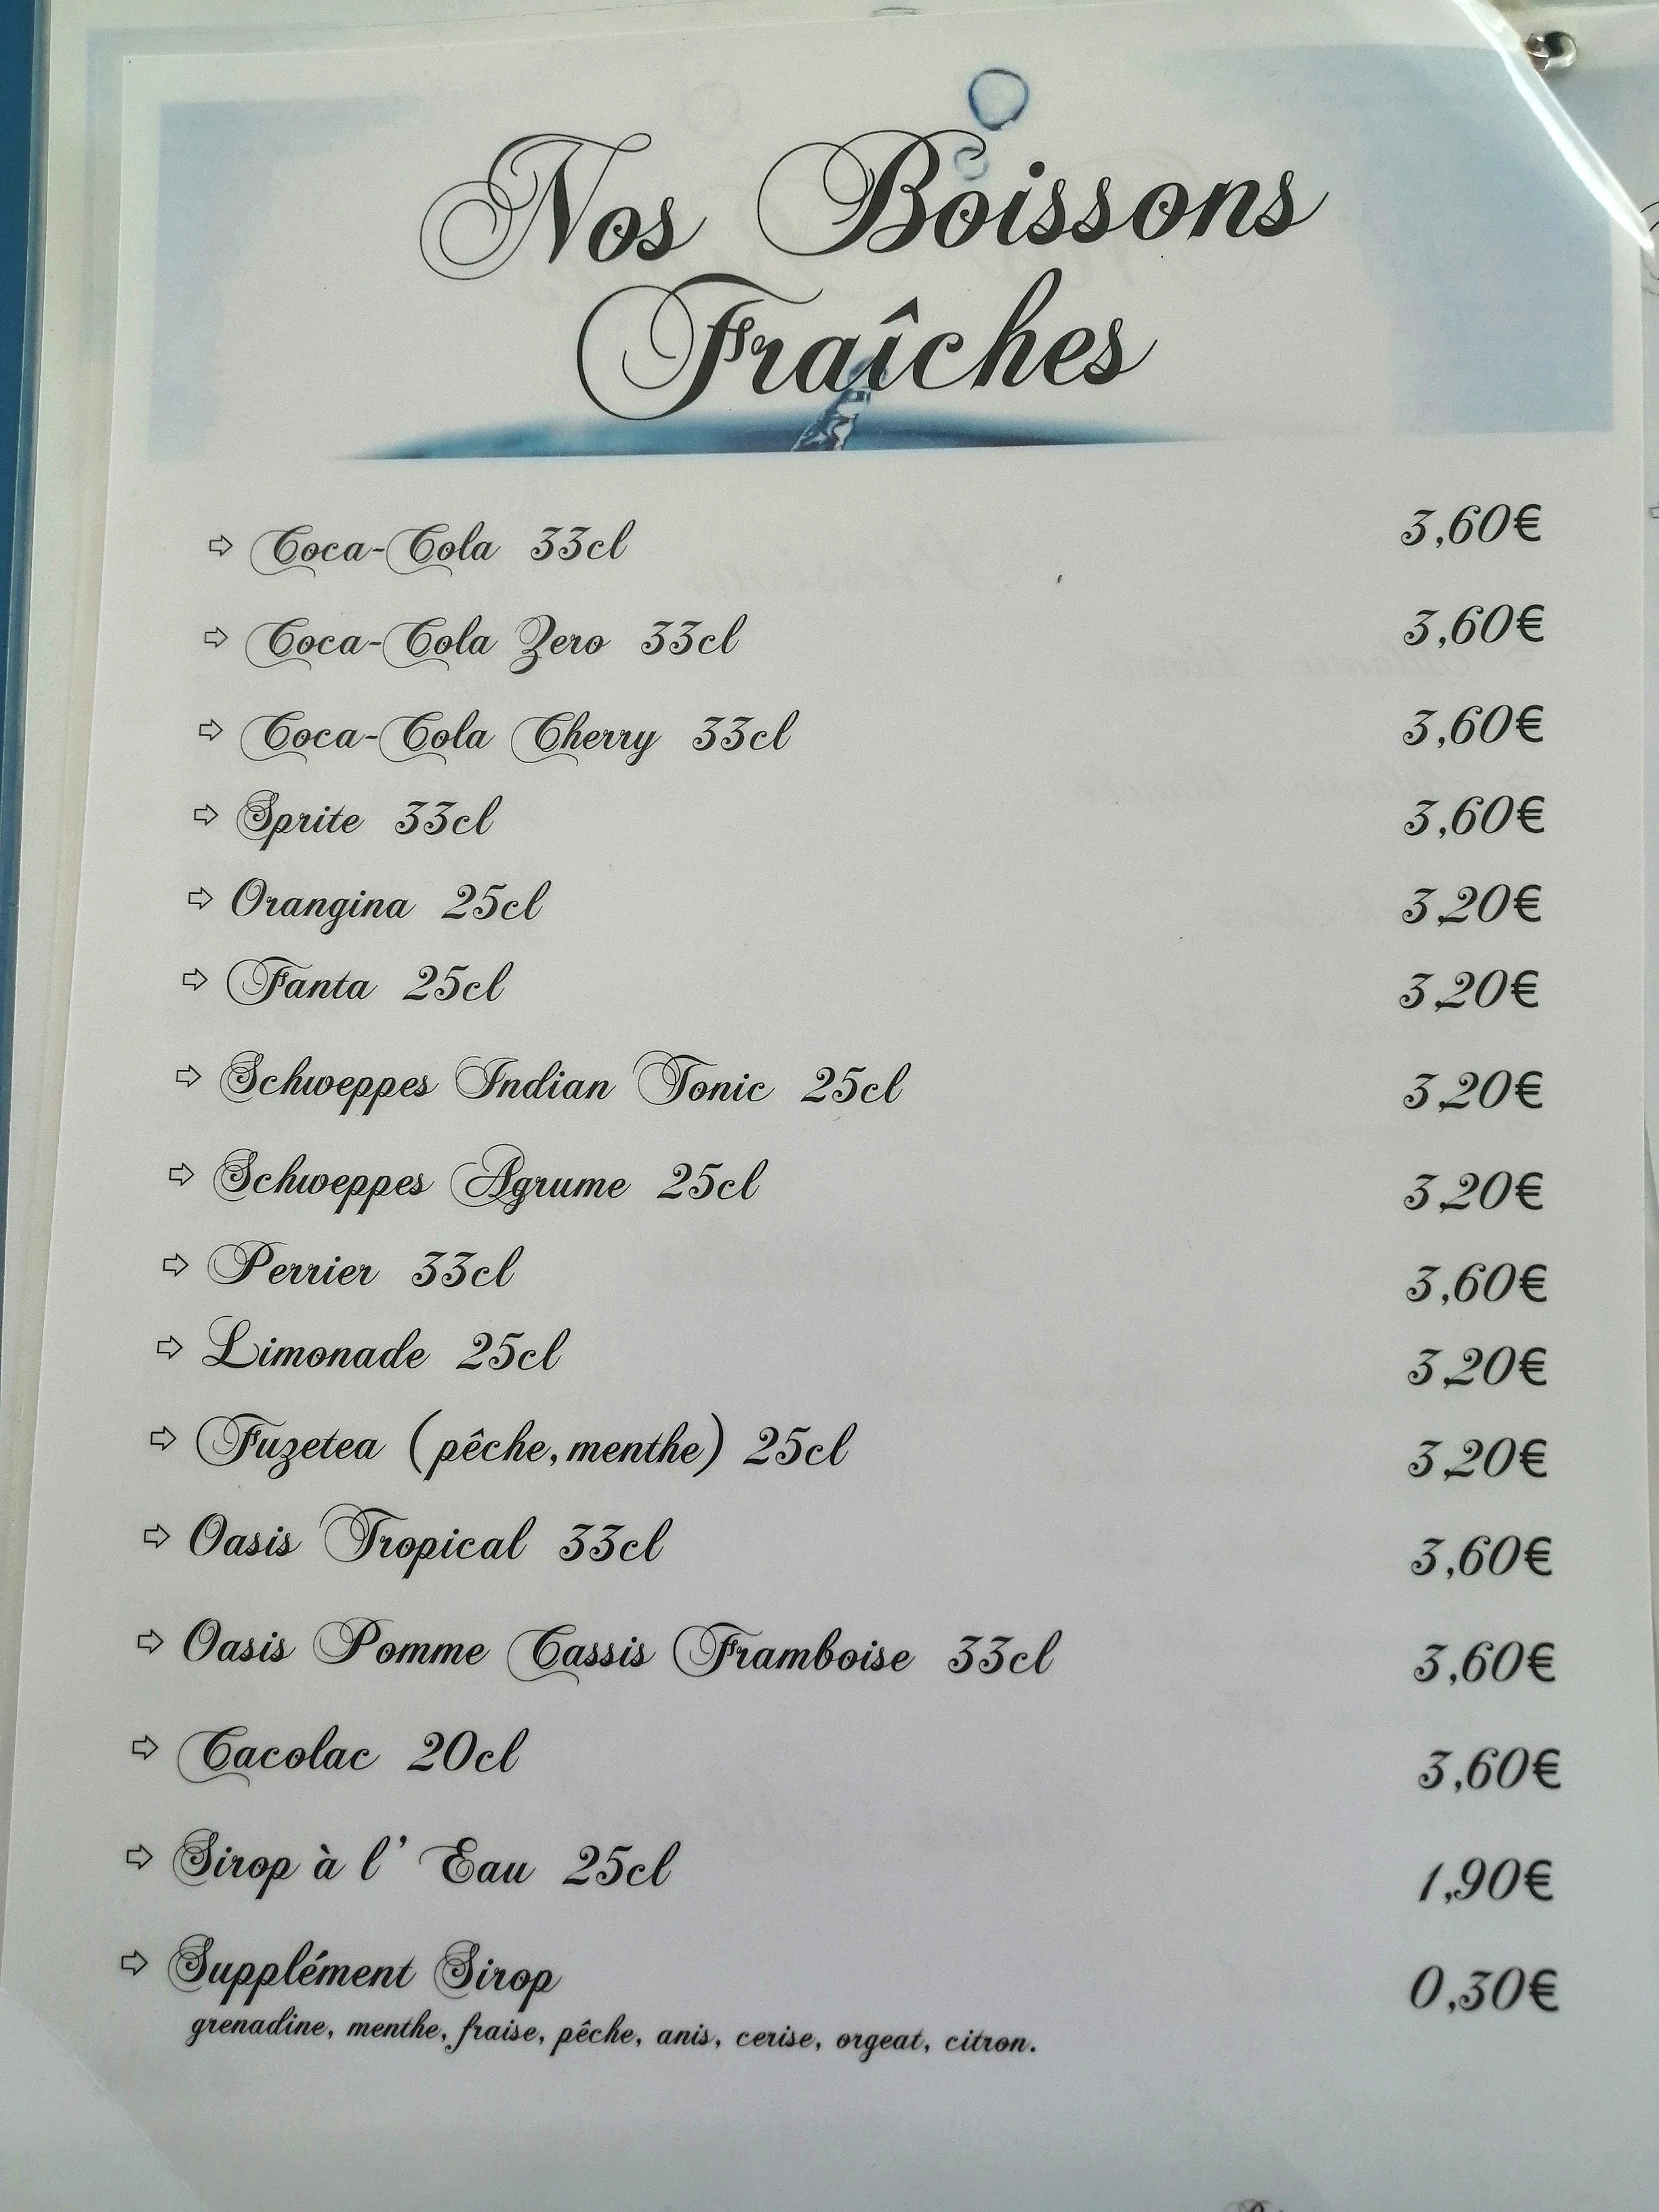 Nos Boissons
Fraîches
⇨ Coca-Cola 33cl 3,60€
⇨ Coca-Cola Zero 33cl 3,60€
⇨ Coca-Cola Cherry 33cl 3,60€
⇨ Sprite 33cl 3,60€
⇨ Orangina 25cl 3,20€
⇨ Fanta 25cl 3,20€
⇨ Schweppes Indian Tonic 25cl 3,20€
⇨ Schweppes Agrume 25cl 3,20€
⇨ Perrier 33cl 3,60€
⇨ Limonade 25cl 3,20€
⇨ Fuzetea (pêche, menthe) 25cl 3,20€
⇨ Oasis Tropical 33cl 3,60€
⇨ Oasis Pomme Cassis Framboise 33cl 3,60€
⇨ Cacolac 20cl 3,60€
⇨ Sirop à l' Eau 25cl 1,90€
⇨ Supplément Sirop 0,30€
grenadine, menthe, fraise, pêche, anis, cerise, orgeat, citron.